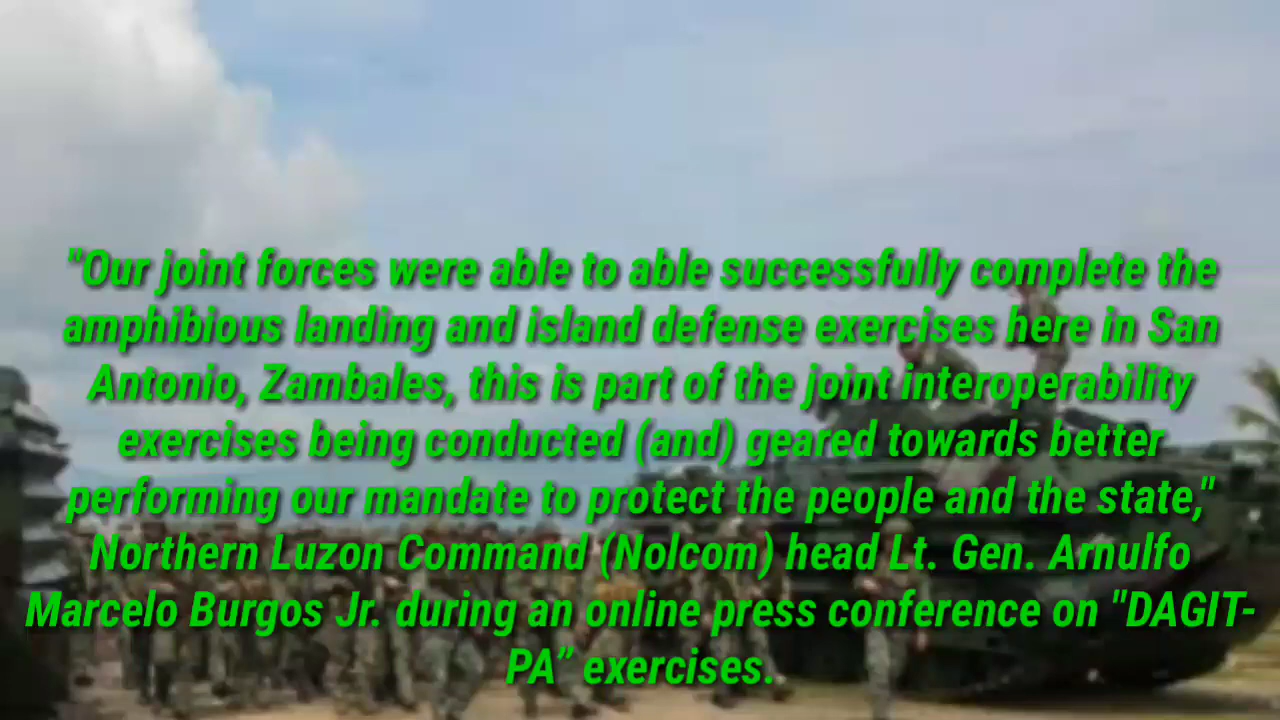 "Our joint forces were able to able successfully complete the
amphibious landing and island defense exercises here in San
Antonio, Zambales, this is part of the joint interoperability
exercises being conducted (and) geared towards better
performing our mandate to protect the people and the state,"
Northern Luzon Command (Nolcom) head Lt. Gen. Arnulfo
Marcelo Burgos Jr. during an online press conference on "DAGIT-
PA” exercises.